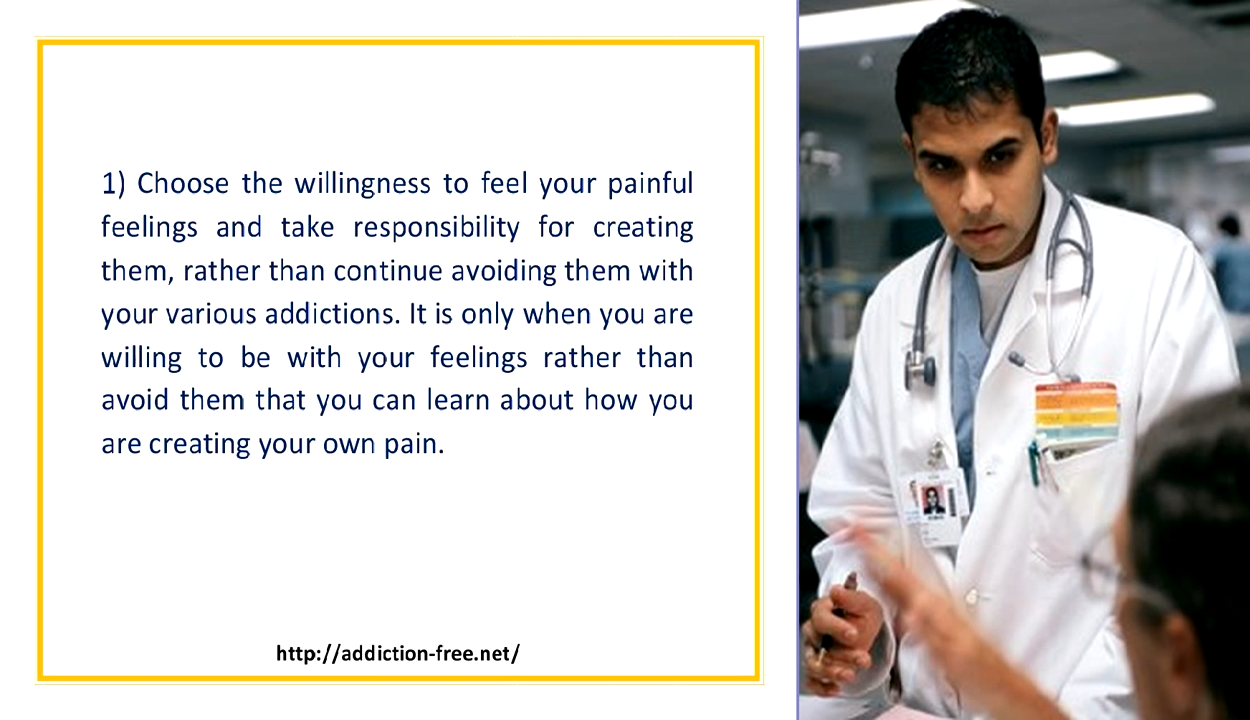 1) Choose the willingness to feel your painful
feelings and take responsibility for creating
them, rather than continue avoiding them with
your various addictions. It is only when you are
willing to be with your feelings rather than
avoid them that you can learn about how you
are creating your own pain.
http://addiction-free.net/